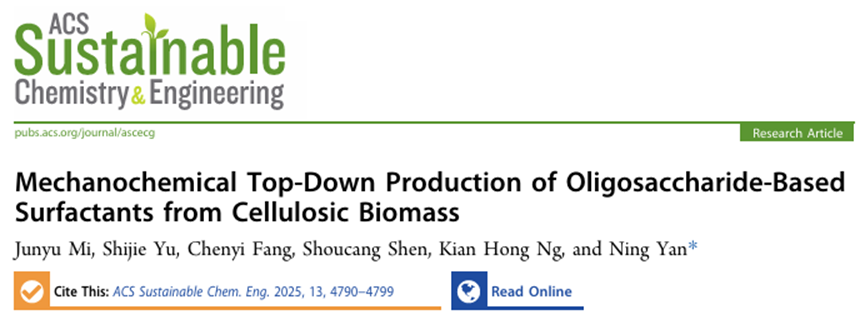 ACS
Sustainable
Chemistry & Engineering
pubs.acs.org/journal/ascecg
Research Article
Mechanochemical Top-Down Production of Oligosaccharide-Based
Surfactants from Cellulosic Biomass
Junyu Mi, Shijie Yu, Chenyi Fang, Shoucang Shen, Kian Hong Ng, and Ning Yan*
Cite This: ACS Sustainable Chem. Eng. 2025, 13, 4790–4799
Read Online